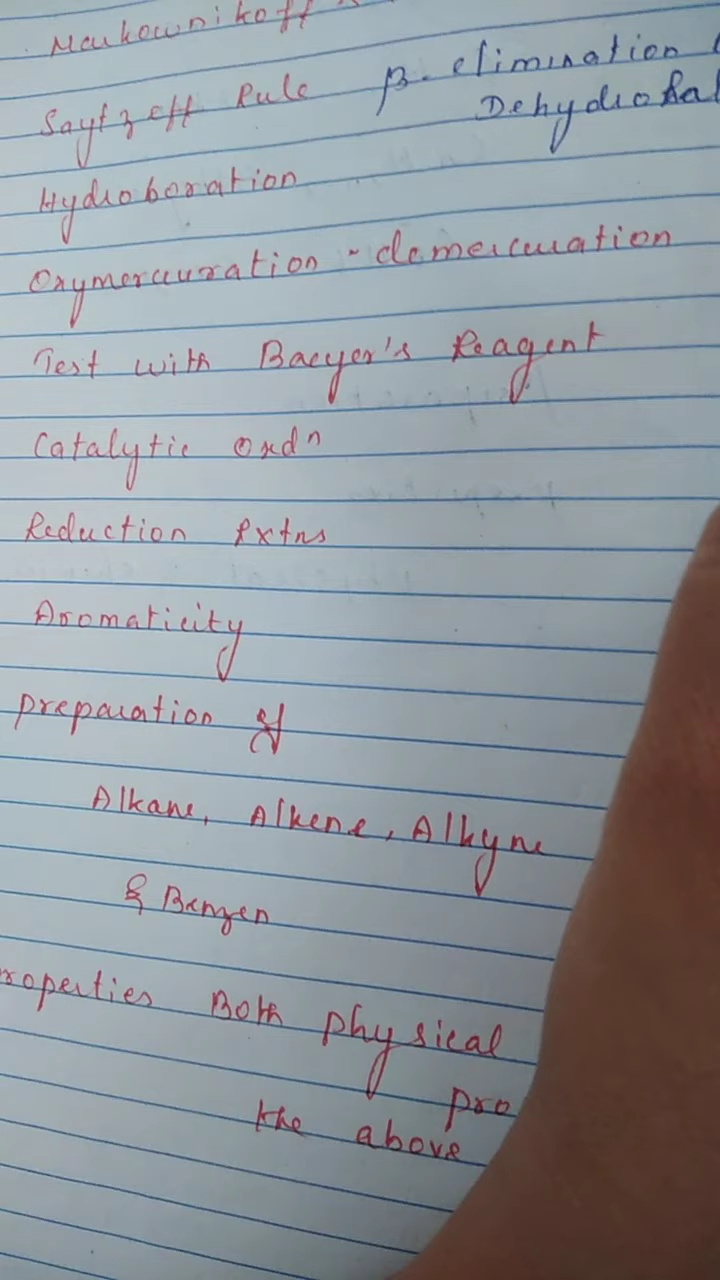 Markownikoff
Saytzeff Rule β-elimination
Dehydrohal
Hydroboration
Oxymercuration - demercuration
Test with Baeyer's Reagent
Catalytic oxdn
Reduction Rxtns
Aromaticity
preparation of
Alkane, Alkene, Alkyne
& Benzen
roperties Both physical
pro
the above